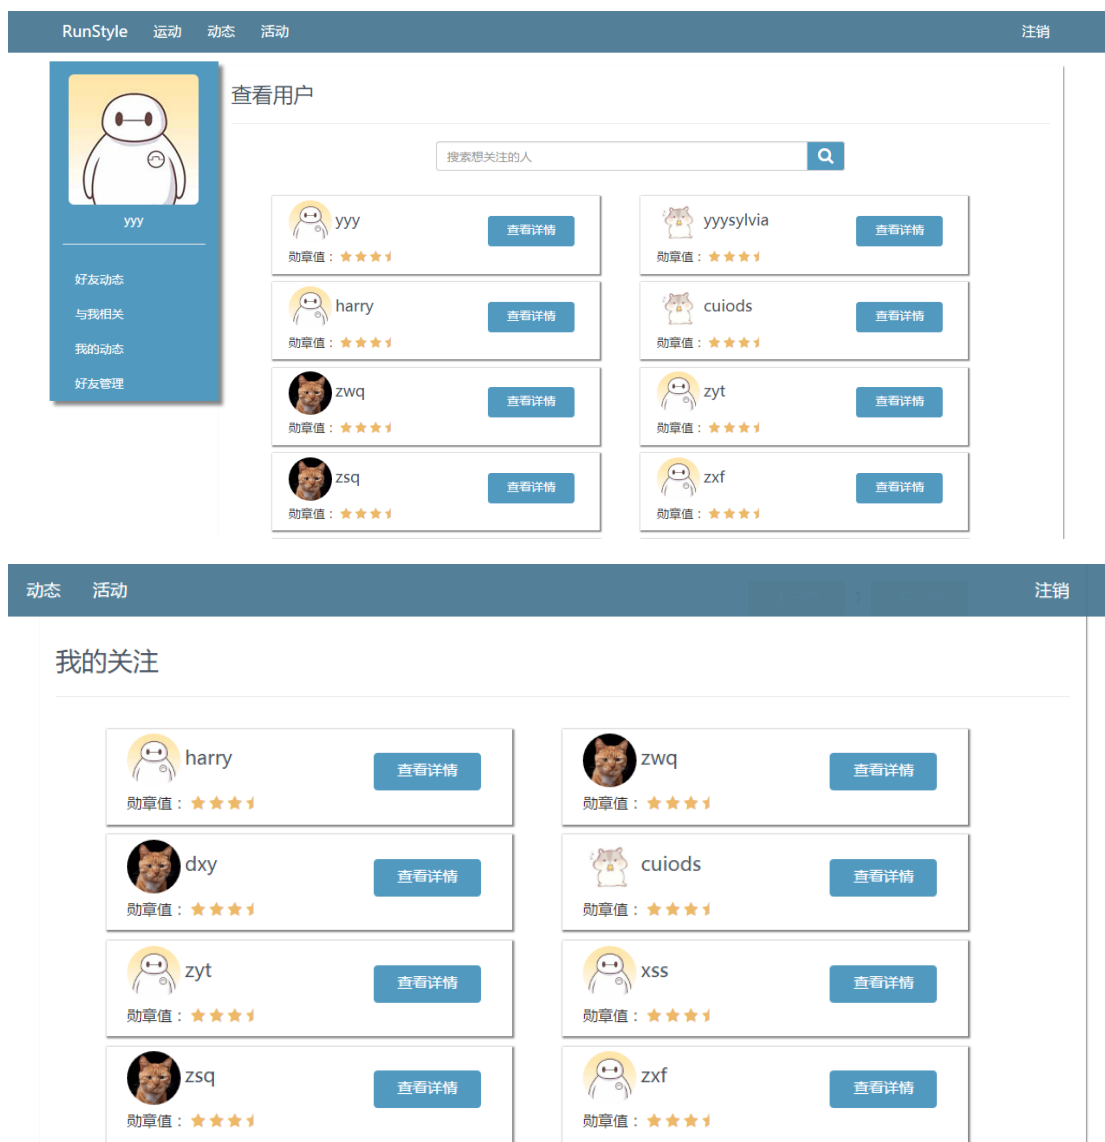 RunStyle 运动 动态 活动 注销
yyy
好友动态
与我相关
我的动态
好友管理
查看用户
搜索想关注的人
yyy 查看详情
勋章值：
yyysylvia 查看详情
勋章值：
harry 查看详情
勋章值：
cuiods 查看详情
勋章值：
zwq 查看详情
勋章值：
zyt 查看详情
勋章值：
zsq 查看详情
勋章值：
zxf 查看详情
勋章值：
动态 活动 注销
我的关注
harry 查看详情
勋章值：
zwq 查看详情
勋章值：
dxy 查看详情
勋章值：
cuiods 查看详情
勋章值：
zyt 查看详情
勋章值：
xss 查看详情
勋章值：
zsq 查看详情
勋章值：
zxf 查看详情
勋章值：